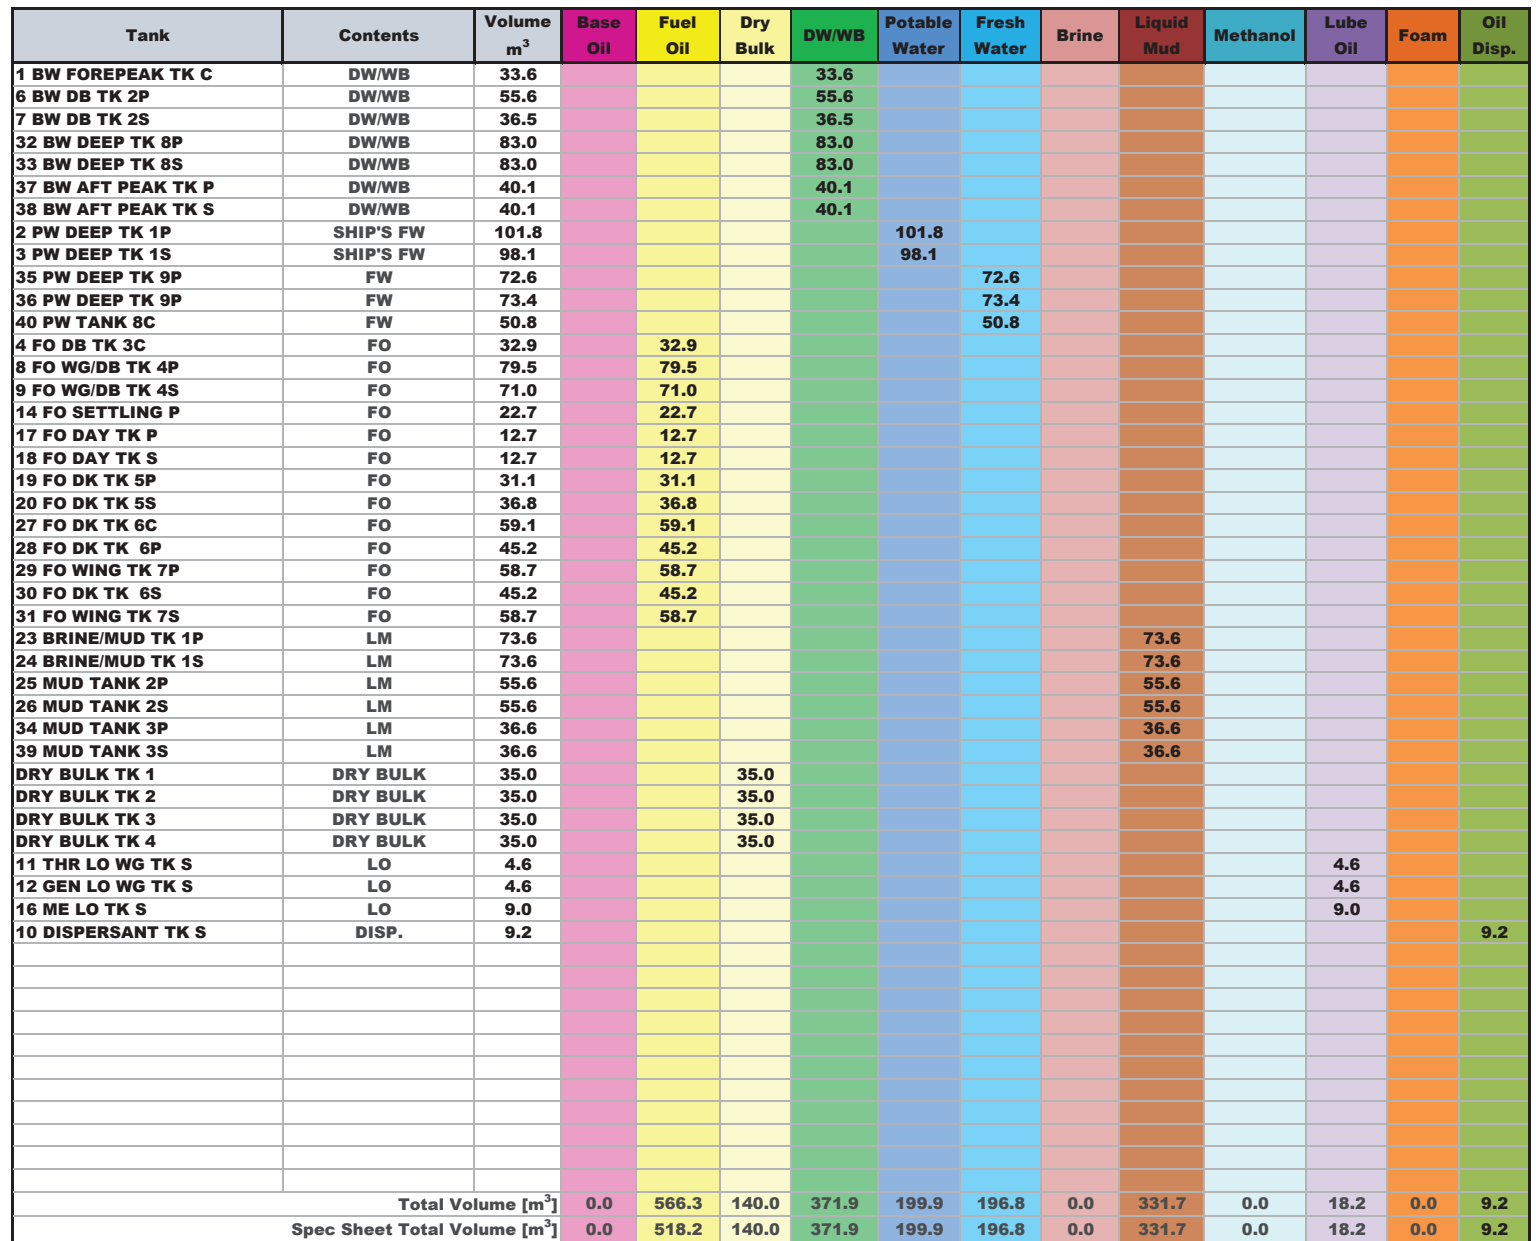 Tank Contents Volume m³ Base Oil Fuel Oil Dry Bulk DW/WB Potable Water Fresh Water Brine Liquid Mud Methanol Lube Oil Foam Oil Disp.
1 BW FOREPEAK TK C DW/WB 33.6 33.6
6 BW DB TK 2P DW/WB 55.6 55.6
7 BW DB TK 2S DW/WB 36.5 36.5
32 BW DEEP TK 8P DW/WB 83.0 83.0
33 BW DEEP TK 8S DW/WB 83.0 83.0
37 BW AFT PEAK TK P DW/WB 40.1 40.1
38 BW AFT PEAK TK S DW/WB 40.1 40.1
2 PW DEEP TK 1P SHIP'S FW 101.8 101.8
3 PW DEEP TK 1S SHIP'S FW 98.1 98.1
35 PW DEEP TK 9P FW 72.6 72.6
36 PW DEEP TK 9P FW 73.4 73.4
40 PW TANK 8C FW 50.8 50.8
4 FO DB TK 3C FO 32.9 32.9
8 FO WG/DB TK 4P FO 79.5 79.5
9 FO WG/DB TK 4S FO 71.0 71.0
14 FO SETTLING P FO 22.7 22.7
17 FO DAY TK P FO 12.7 12.7
18 FO DAY TK S FO 12.7 12.7
19 FO DK TK 5P FO 31.1 31.1
20 FO DK TK 5S FO 36.8 36.8
27 FO DK TK 6C FO 59.1 59.1
28 FO DK TK 6P FO 45.2 45.2
29 FO WING TK 7P FO 58.7 58.7
30 FO DK TK 6S FO 45.2 45.2
31 FO WING TK 7S FO 58.7 58.7
23 BRINE/MUD TK 1P LM 73.6 73.6
24 BRINE/MUD TK 1S LM 73.6 73.6
25 MUD TANK 2P LM 55.6 55.6
26 MUD TANK 2S LM 55.6 55.6
34 MUD TANK 3P LM 36.6 36.6
39 MUD TANK 3S LM 36.6 36.6
DRY BULK TK 1 DRY BULK 35.0 35.0
DRY BULK TK 2 DRY BULK 35.0 35.0
DRY BULK TK 3 DRY BULK 35.0 35.0
DRY BULK TK 4 DRY BULK 35.0 35.0
11 THR LO WG TK S LO 4.6 4.6
12 GEN LO WG TK S LO 4.6 4.6
16 ME LO TK S LO 9.0 9.0
10 DISPERSANT TK S DISP. 9.2 9.2
Total Volume [m³] 0.0 566.3 140.0 371.9 199.9 196.8 0.0 331.7 0.0 18.2 0.0 9.2
Spec Sheet Total Volume [m³] 0.0 518.2 140.0 371.9 199.9 196.8 0.0 331.7 0.0 18.2 0.0 9.2